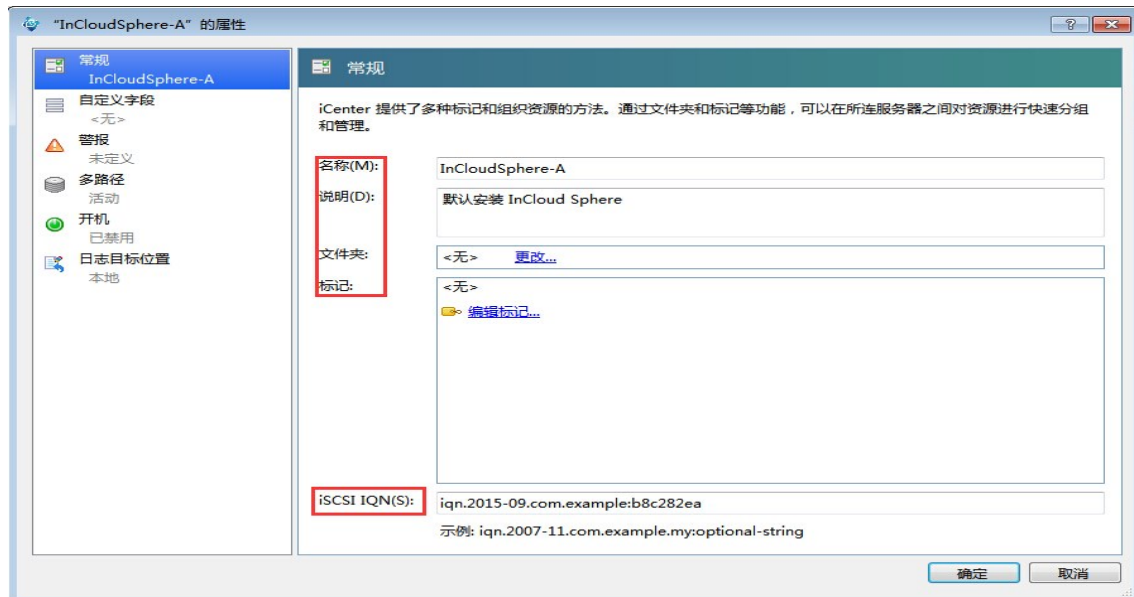 “InCloudSphere-A”的属性
常规
InCloudSphere-A
自定义字段
<无>
警报
未定义
多路径
活动
开机
已禁用
日志目标位置
本地
常规
iCenter 提供了多种标记和组织资源的方法。通过文件夹和标记等功能，可以在所连服务器之间对资源进行快速分组
和管理。
名称(M): InCloudSphere-A
说明(D): 默认安装 InCloud Sphere
文件夹: <无> 更改...
标记: <无>
编辑标记...
iSCSI IQN(S): iqn.2015-09.com.example:b8c282ea
示例: iqn.2007-11.com.example.my:optional-string
确定 取消